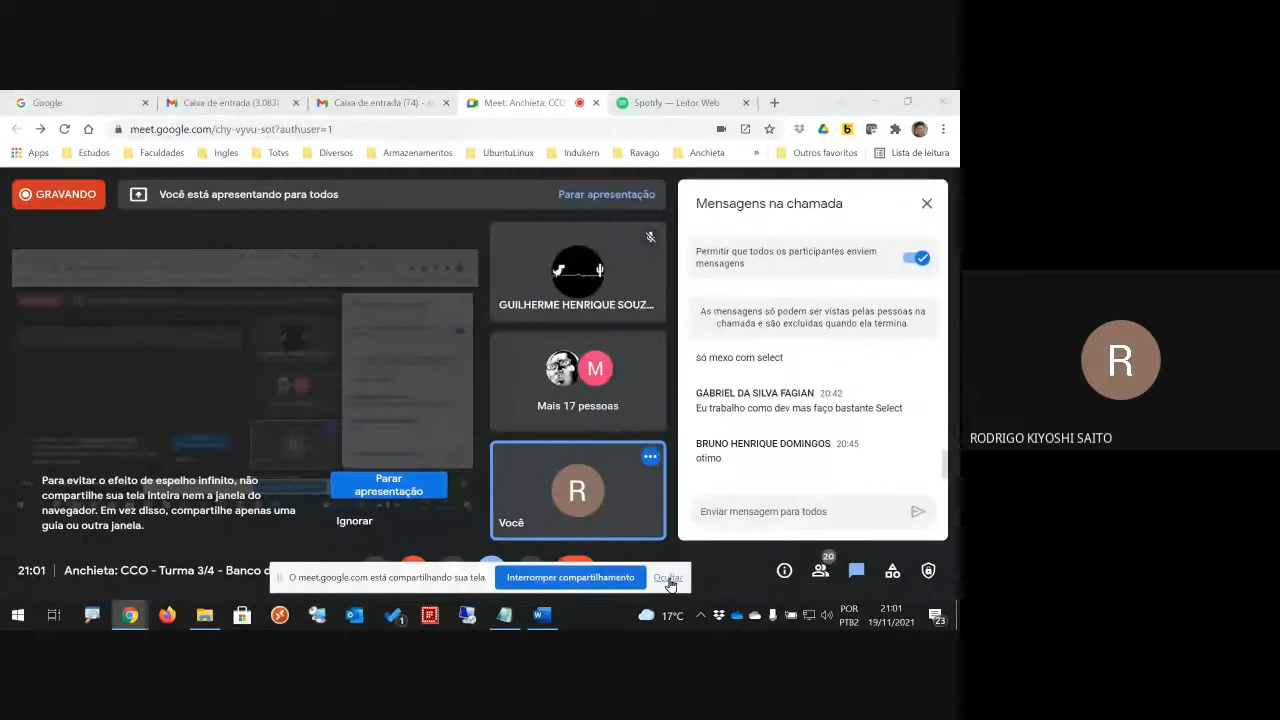 Google
Caixa de entrada (3.083)
Caixa de entrada (74) -
Meet: Anchieta: CCO
Spotify — Leitor Web
meet.google.com/chy-vyvu-sot?authuser=1
Apps
Estudos
Faculdades
Ingles
Totvs
Diversos
Armazenamentos
UbuntuLinux
Indukern
Ravago
Anchieta
»
Outros favoritos
Lista de leitura
GRAVANDO
Você está apresentando para todos
Parar apresentação
GUILHERME HENRIQUE SOUZ...
M
Mais 17 pessoas
R
Você
Para evitar o efeito de espelho infinito, não
compartilhe sua tela inteira nem a janela do
navegador. Em vez disso, compartilhe apenas uma
guia ou outra janela.
Parar
apresentação
Ignorar
Mensagens na chamada
Permitir que todos os participantes enviem
mensagens
As mensagens só podem ser vistas pelas pessoas na
chamada e são excluídas quando ela termina.
só mexo com select
GABRIEL DA SILVA FAGIAN 20:42
Eu trabalho como dev mas faço bastante Select
BRUNO HENRIQUE DOMINGOS 20:45
otimo
Enviar mensagem para todos
21:01
Anchieta: CCO - Turma 3/4 - Banco
20
O meet.google.com está compartilhando sua tela.
Interromper compartilhamento
Ocultar
17°C
POR
PTB2
21:01
19/11/2021
23
R
RODRIGO KIYOSHI SAITO